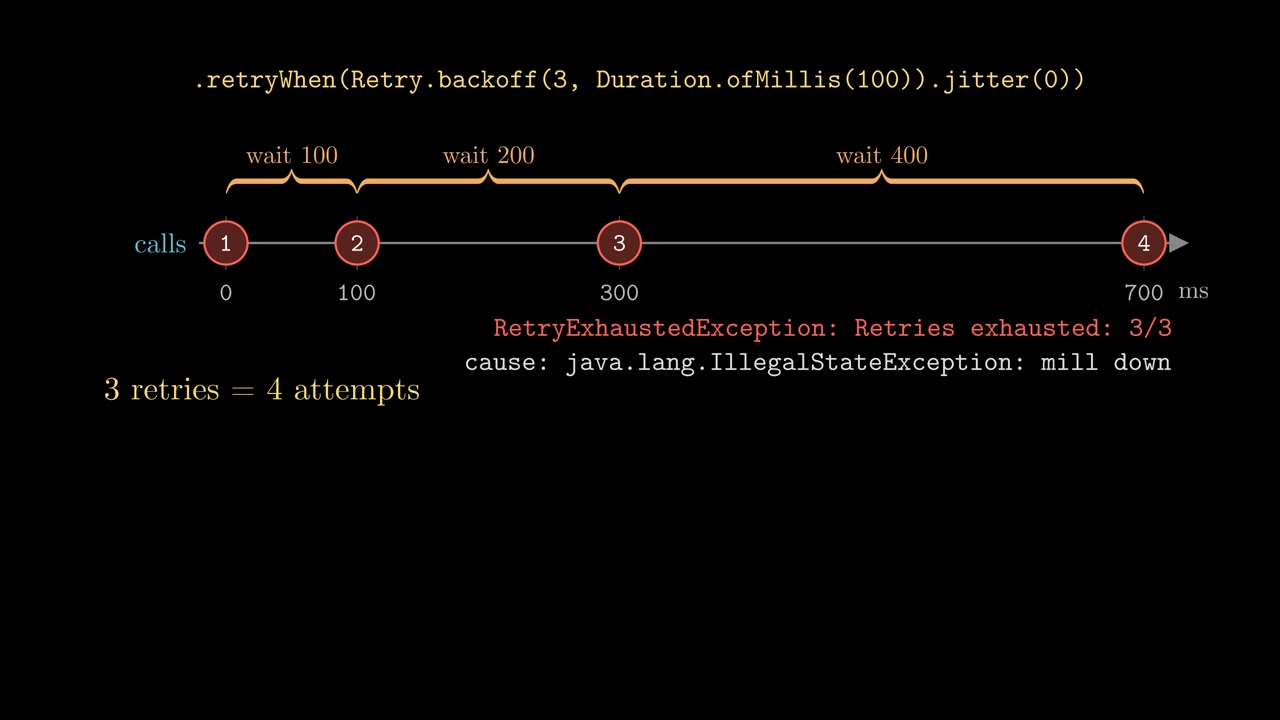 .retryWhen(Retry.backoff(3, Duration.ofMillis(100)).jitter(0))
wait 100 wait 200 wait 400
calls 1 2 3 4
0 100 300 700 ms
RetryExhaustedException: Retries exhausted: 3/3
cause: java.lang.IllegalStateException: mill down
3 retries = 4 attempts